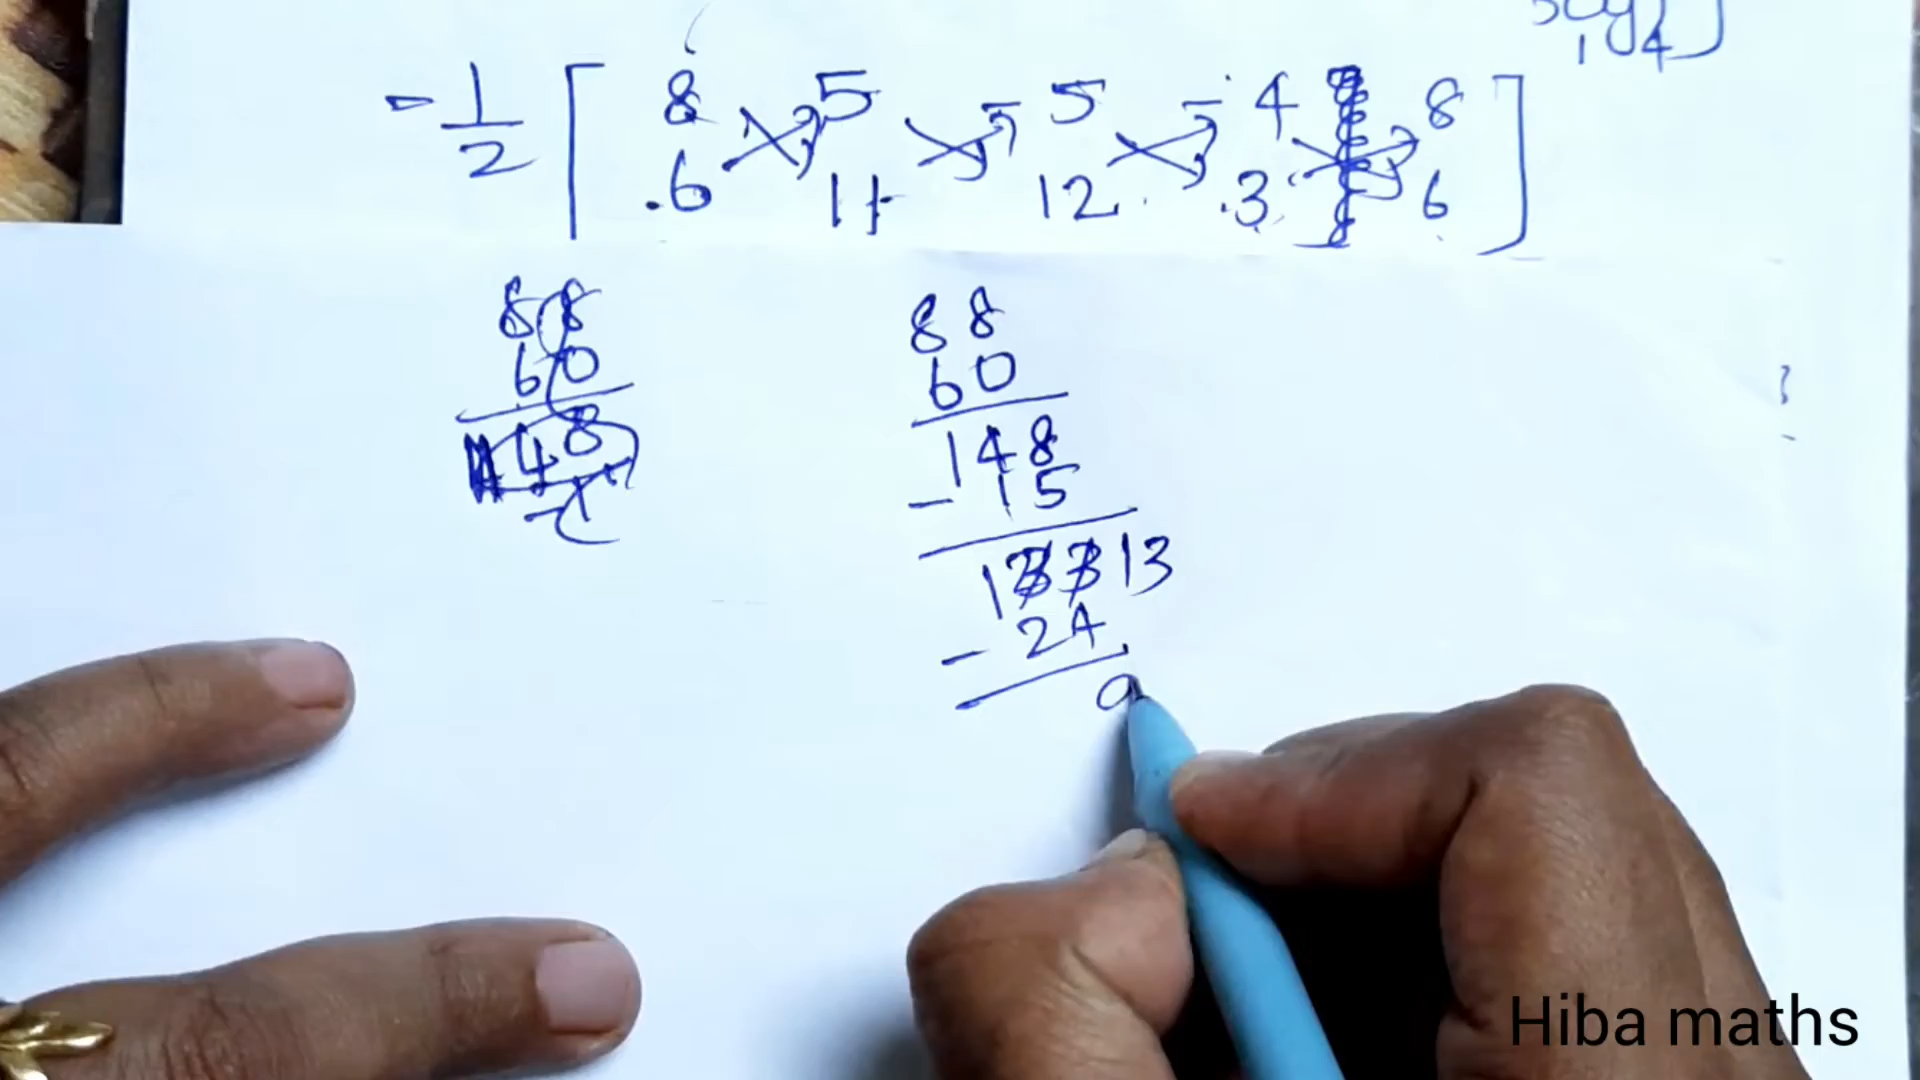 - 1/2 [ 8 5 - 5 - 4 8 ]
.6 11 12 .3 6
88 88
60 60
148 148
- 15
13
- 24
9
Hiba maths